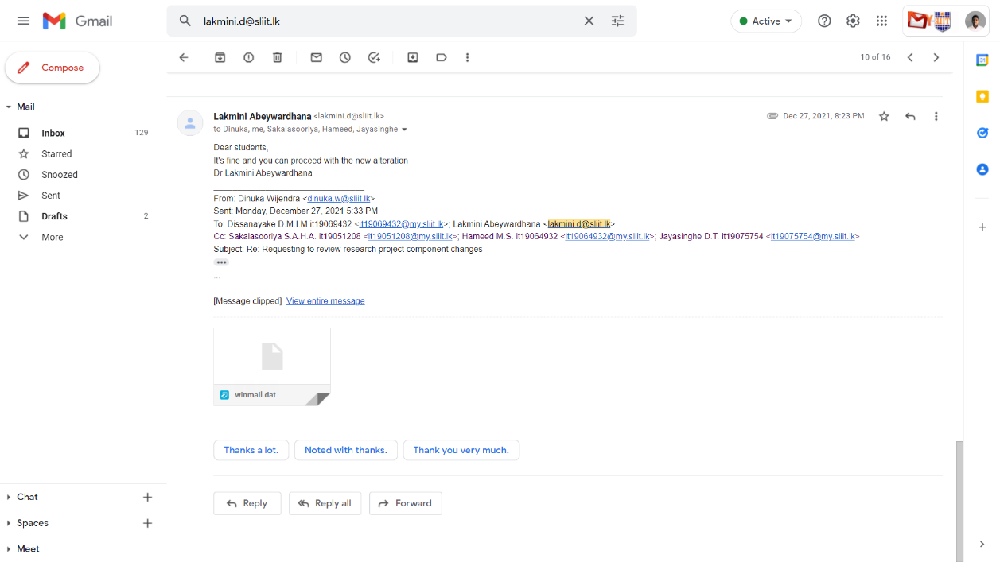 Gmail
lakmini.d@sliit.lk
Active
Compose
10 of 16
Mail
Inbox 129
Starred
Snoozed
Sent
Drafts 2
More
Lakmini Abeywardhana <lakmini.d@sliit.lk>
Dec 27, 2021, 8:23 PM
to Dinuka, me, Sakalasooriya, Hameed, Jayasinghe
Dear students,
It's fine and you can proceed with the new alteration
Dr Lakmini Abeywardhana
From: Dinuka Wijendra <dinuka.w@sliit.lk>
Sent: Monday, December 27, 2021 5:33 PM
To: Dissanayake D.M.I.M it19069432 <it19069432@my.sliit.lk>; Lakmini Abeywardhana <lakmini.d@sliit.lk>
Cc: Sakalasooriya S.A.H.A. it19051208 <it19051208@my.sliit.lk>; Hameed M.S. it19064932 <it19064932@my.sliit.lk>; Jayasinghe D.T. it19075754 <it19075754@my.sliit.lk>
Subject: Re: Requesting to review research project component changes
...
[Message clipped] View entire message
winmail.dat
Thanks a lot. Noted with thanks. Thank you very much.
Reply Reply all Forward
Chat
Spaces
Meet
31